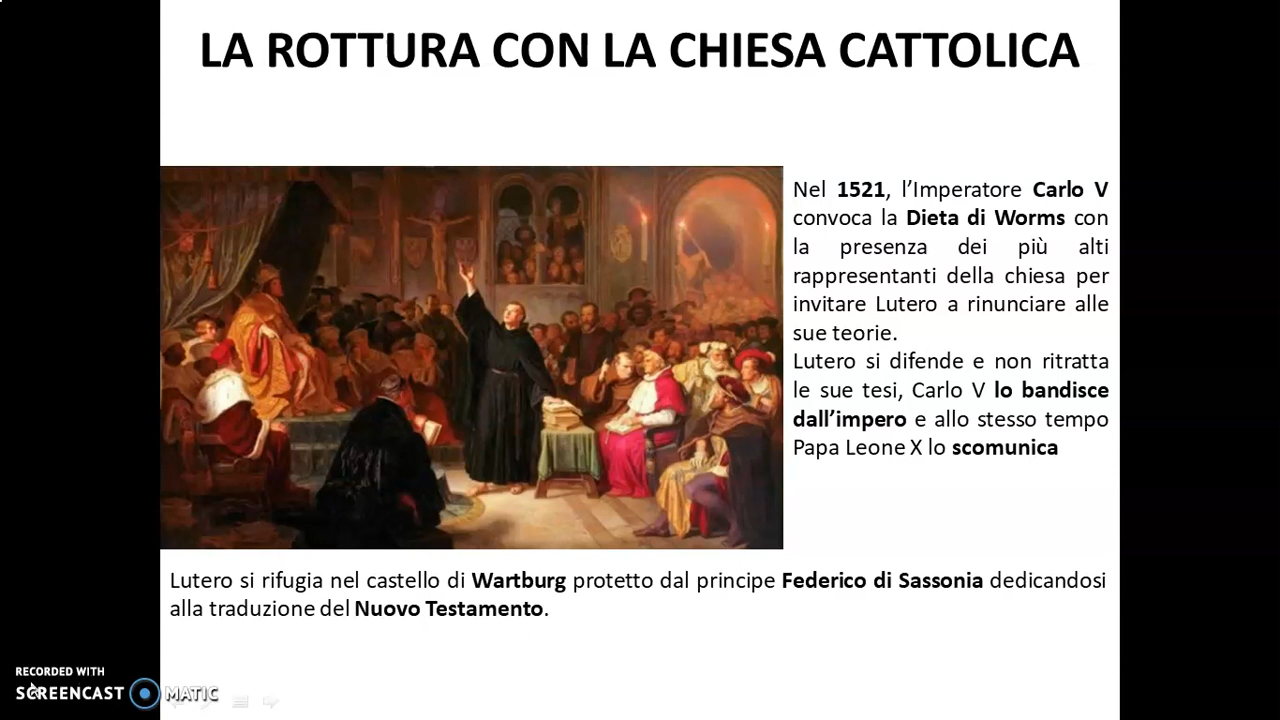 LA ROTTURA CON LA CHIESA CATTOLICA
Nel 1521, l’Imperatore Carlo V
convoca la Dieta di Worms con
la presenza dei più alti
rappresentanti della chiesa per
invitare Lutero a rinunciare alle
sue teorie.
Lutero si difende e non ritratta
le sue tesi, Carlo V lo bandisce
dall’impero e allo stesso tempo
Papa Leone X lo scomunica
Lutero si rifugia nel castello di Wartburg protetto dal principe Federico di Sassonia dedicandosi
alla traduzione del Nuovo Testamento.
RECORDED WITH
SCREENCAST MATIC